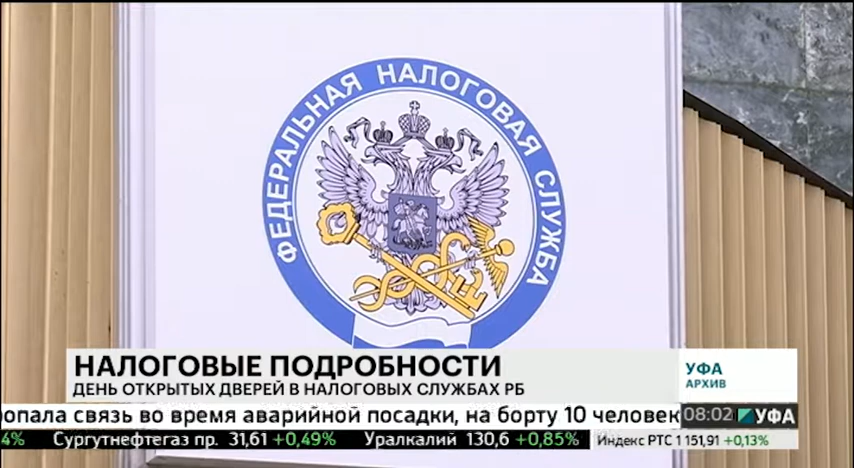 ФЕДЕРАЛЬНАЯ НАЛОГОВАЯ СЛУЖБА
НАЛОГОВЫЕ ПОДРОБНОСТИ
ДЕНЬ ОТКРЫТЫХ ДВЕРЕЙ В НАЛОГОВЫХ СЛУЖБАХ РБ
УФА
АРХИВ
связь во время аварийной посадки, на борту 10 человек
08:02 УФА
4% Сургутнефтегаз пр. 31,61 +0,49% Уралкалий 130,6 +0,85% Индекс РТС 1 151,91 +0,13%